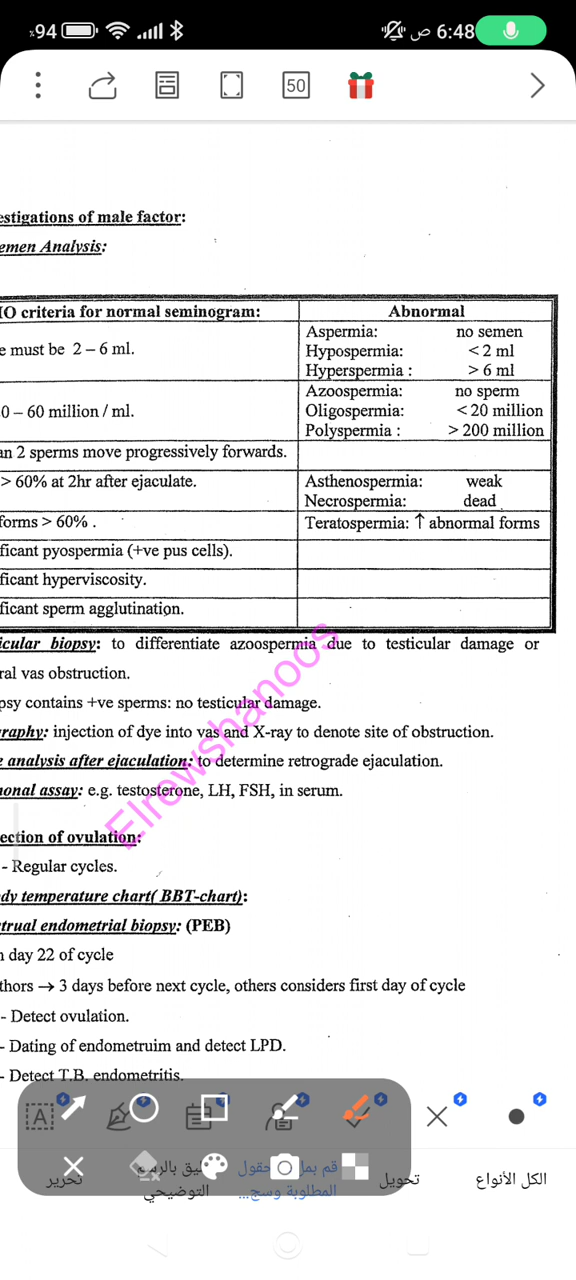 %94
6:48 ص
50
estigations of male factor:
emen Analysis:
IO criteria for normal seminogram:
Abnormal
e must be 2 – 6 ml.
Aspermia: no semen
Hypospermia: < 2 ml
Hyperspermia : > 6 ml
0 – 60 million / ml.
Azoospermia: no sperm
Oligospermia: < 20 million
Polyspermia : > 200 million
an 2 sperms move progressively forwards.
> 60% at 2hr after ejaculate.
Asthenospermia: weak
Necrospermia: dead
forms > 60% .
Teratospermia: ↑ abnormal forms
ficant pyospermia (+ve pus cells).
ficant hyperviscosity.
ficant sperm agglutination.
icular biopsy: to differentiate azoospermia due to testicular damage or
ral vas obstruction.
psy contains +ve sperms: no testicular damage.
raphy: injection of dye into vas and X-ray to denote site of obstruction.
e analysis after ejaculation: to determine retrograde ejaculation.
onal assay: e.g. testosterone, LH, FSH, in serum.
Elrewshanoos
ection of ovulation:
- Regular cycles.
dy temperature chart( BBT-chart):
trual endometrial biopsy: (PEB)
n day 22 of cycle
thors → 3 days before next cycle, others considers first day of cycle
- Detect ovulation.
- Dating of endometruim and detect LPD.
- Detect T.B. endometritis.
A
الكل الأنواع
تحويل
قم بملء حقول
المطلوبة وسج...
ليق بالرسم
التوضيحي
تحرير